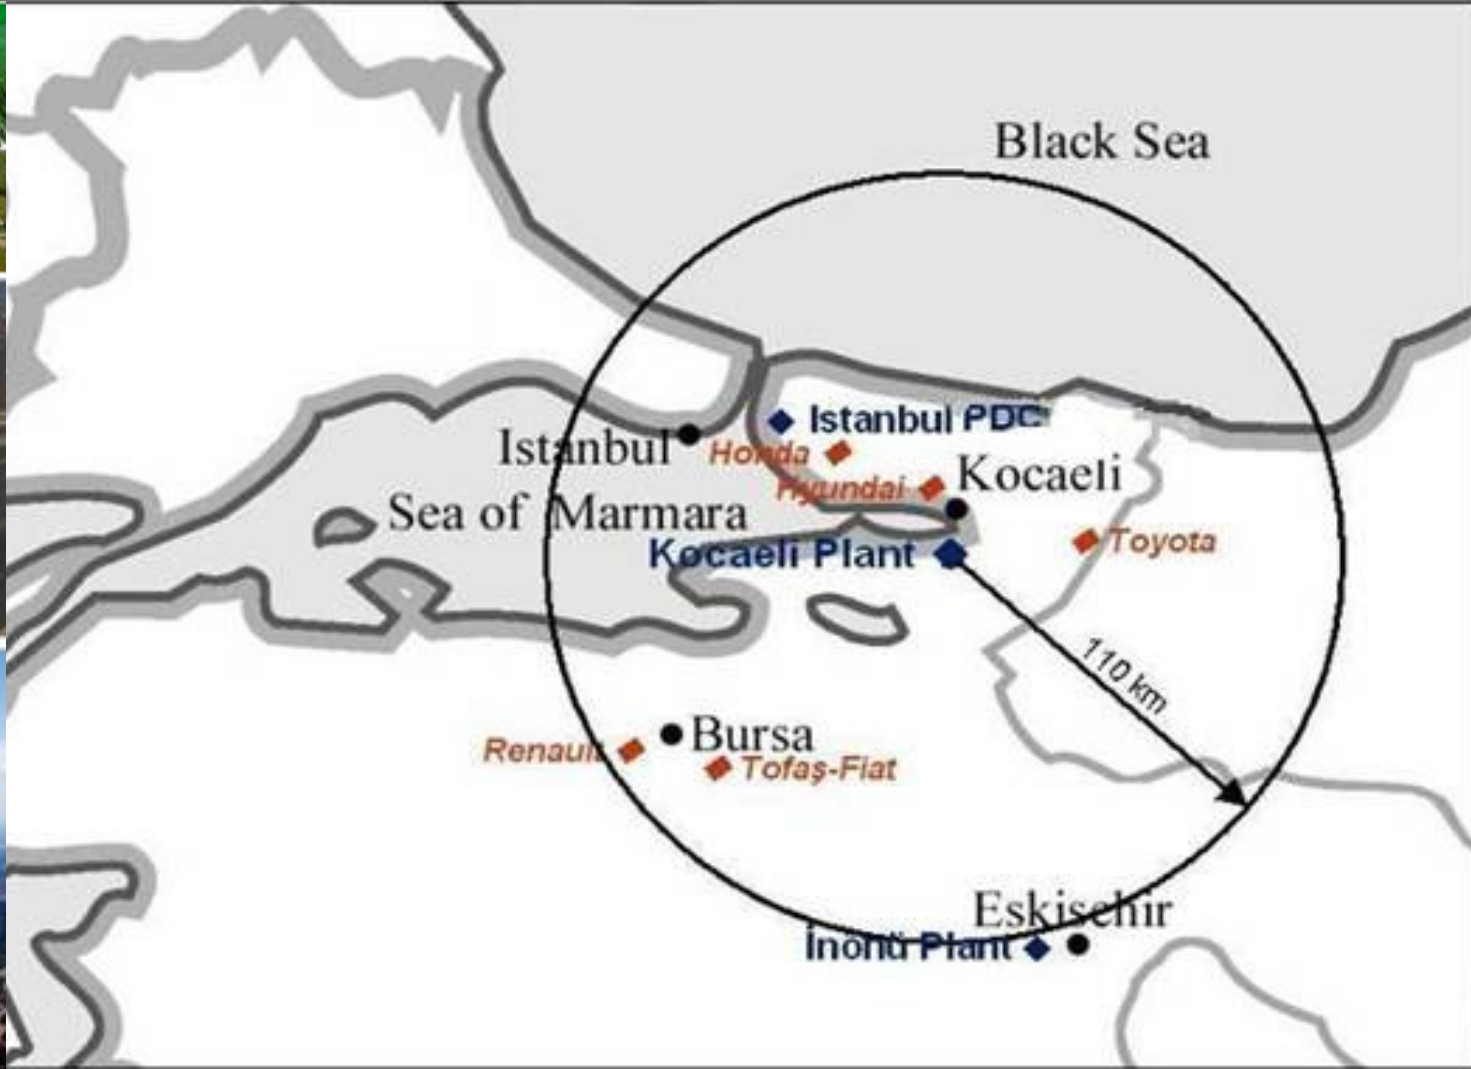 Black Sea
Istanbul PDC
Istanbul
Honda
Kocaeli
Hyundai
Sea of Marmara
Toyota
Kocaeli Plant
110 km
Bursa
Renault
Tofaş-Fiat
Eskisehir
İnönü Plant